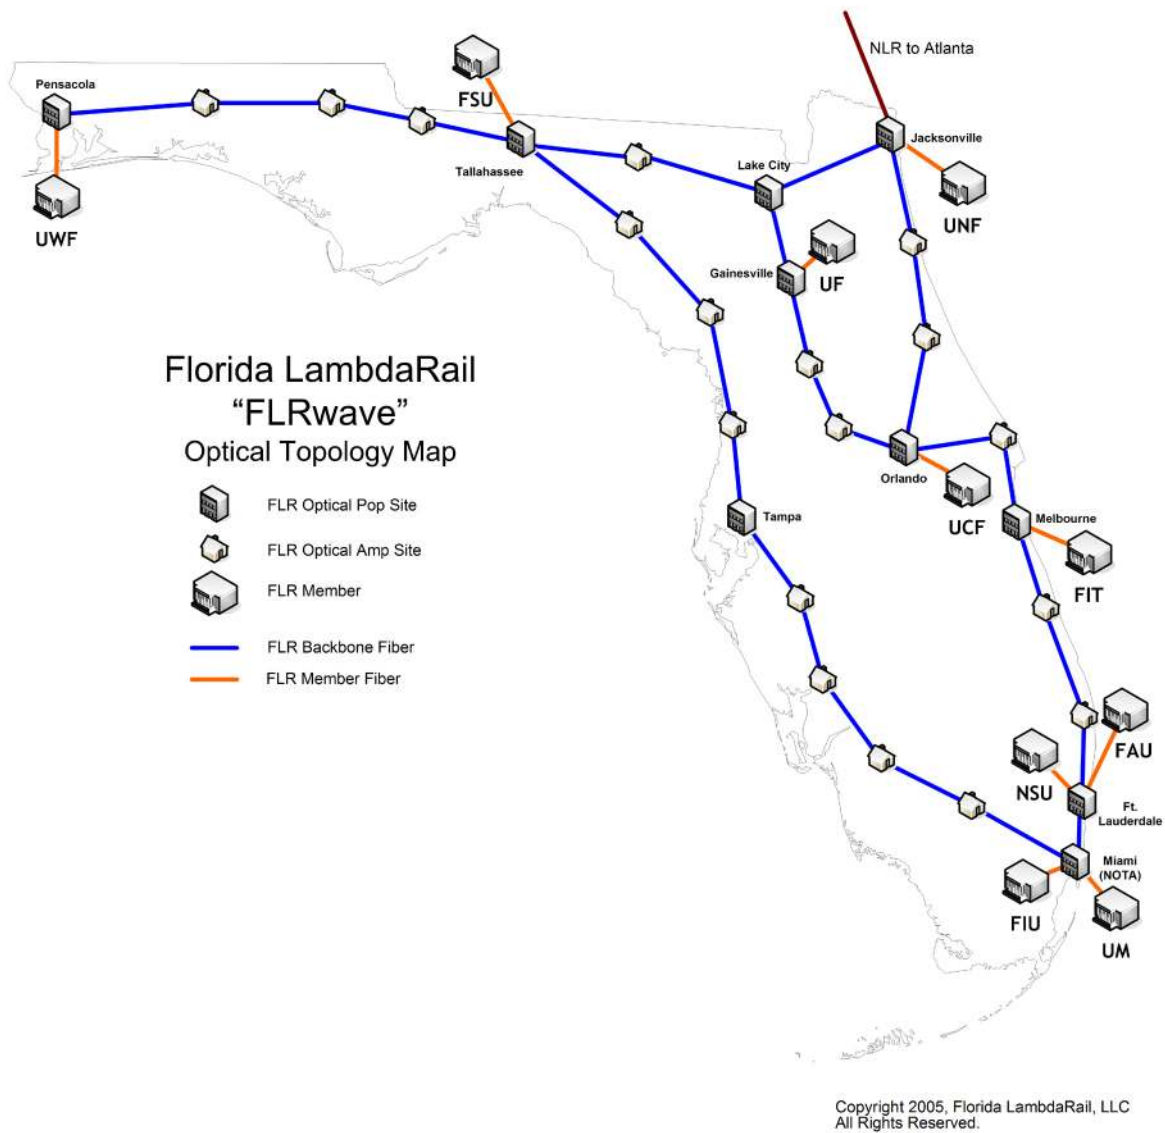 NLR to Atlanta
FSU
Pensacola
Jacksonville
Lake City
Tallahassee
UWF
UNF
Gainesville
UF
Florida LambdaRail
“FLRwave”
Optical Topology Map
Orlando
UCF
FLR Optical Pop Site
Tampa
Melbourne
FLR Optical Amp Site
FIT
FLR Member
FLR Backbone Fiber
FLR Member Fiber
FAU
NSU
Ft.
Lauderdale
Miami
(NOTA)
FIU
UM
Copyright 2005, Florida LambdaRail, LLC
All Rights Reserved.